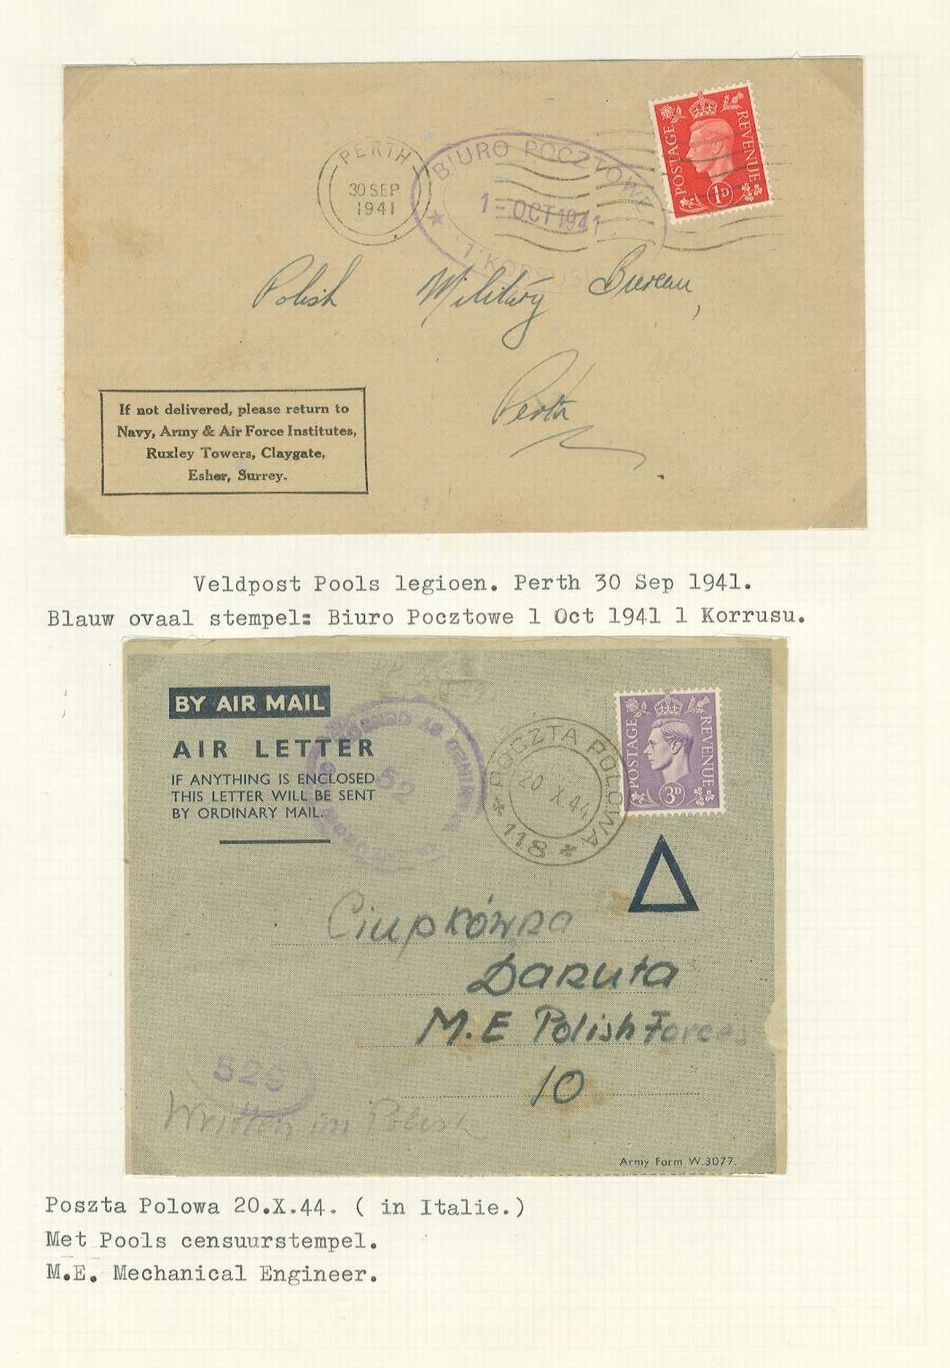 PERTH
30 SEP
1941
BIURO POCZTOWE
1 - OCT 1941
POSTAGE REVENUE
1D
Polish Military Bureau,
Perth
If not delivered, please return to
Navy, Army & Air Force Institutes,
Ruxley Towers, Claygate,
Esher, Surrey.
Veldpost Pools legioen. Perth 30 Sep 1941.
Blauw ovaal stempel: Biuro Pocztowe 1 Oct 1941 1 Korrusu.
BY AIR MAIL
AIR LETTER
IF ANYTHING IS ENCLOSED
THIS LETTER WILL BE SENT
BY ORDINARY MAIL.
52
POCZTA POLOWA
20 X.44
* 118 *
POSTAGE REVENUE
3D
Ciupkówna
Danuta
M.E Polish Forces
10
529
Written in Polish
Army Form W.3077.
Poszta Polowa 20.X.44. ( in Italie.)
Met Pools censuurstempel.
M.E. Mechanical Engineer.